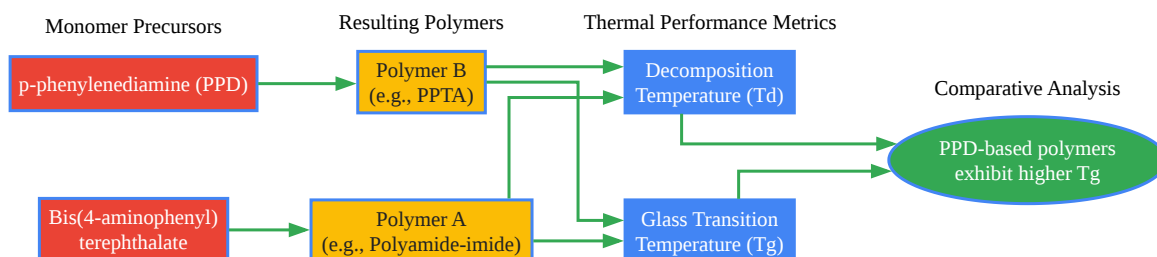 Monomer Precursors
Resulting Polymers
Thermal Performance Metrics
Comparative Analysis
p-phenylenediamine (PPD)
Polymer B
(e.g., PPTA)
Decomposition
Temperature (Td)
PPD-based polymers
exhibit higher Tg
Bis(4-aminophenyl)
terephthalate
Polymer A
(e.g., Polyamide-imide)
Glass Transition
Temperature (Tg)